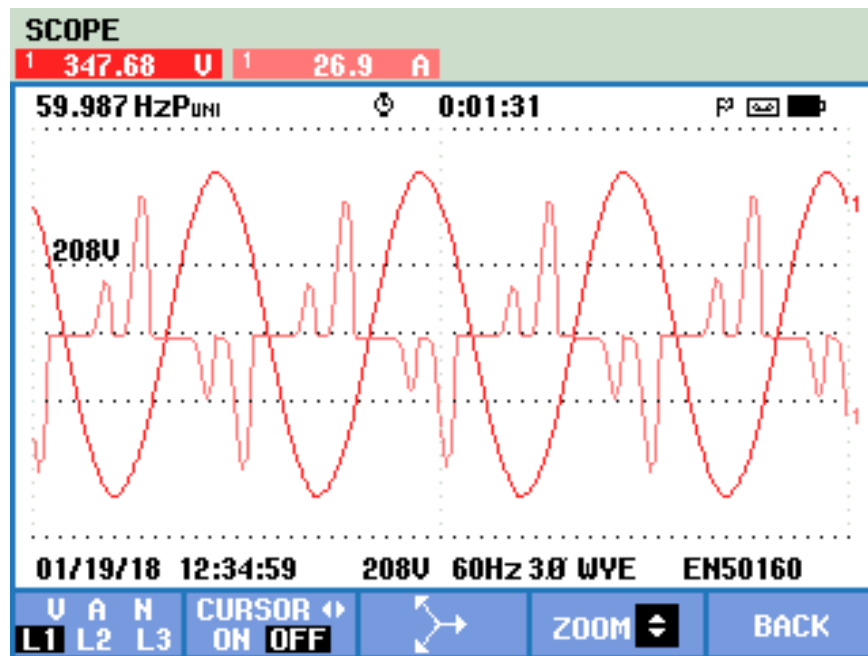 SCOPE
1 347.68 V 1 26.9 A
59.987 HzPUNI 0:01:31
1
208V
1
01/19/18 12:34:59 208V 60Hz 3Ø WYE EN50160
V A N CURSOR
L1 L2 L3 ON OFF ZOOM BACK